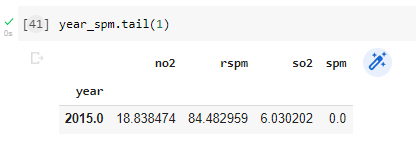 [41] year_spm.tail(1)
0s
no2 rspm so2 spm
year
2015.0 18.838474 84.482959 6.030202 0.0